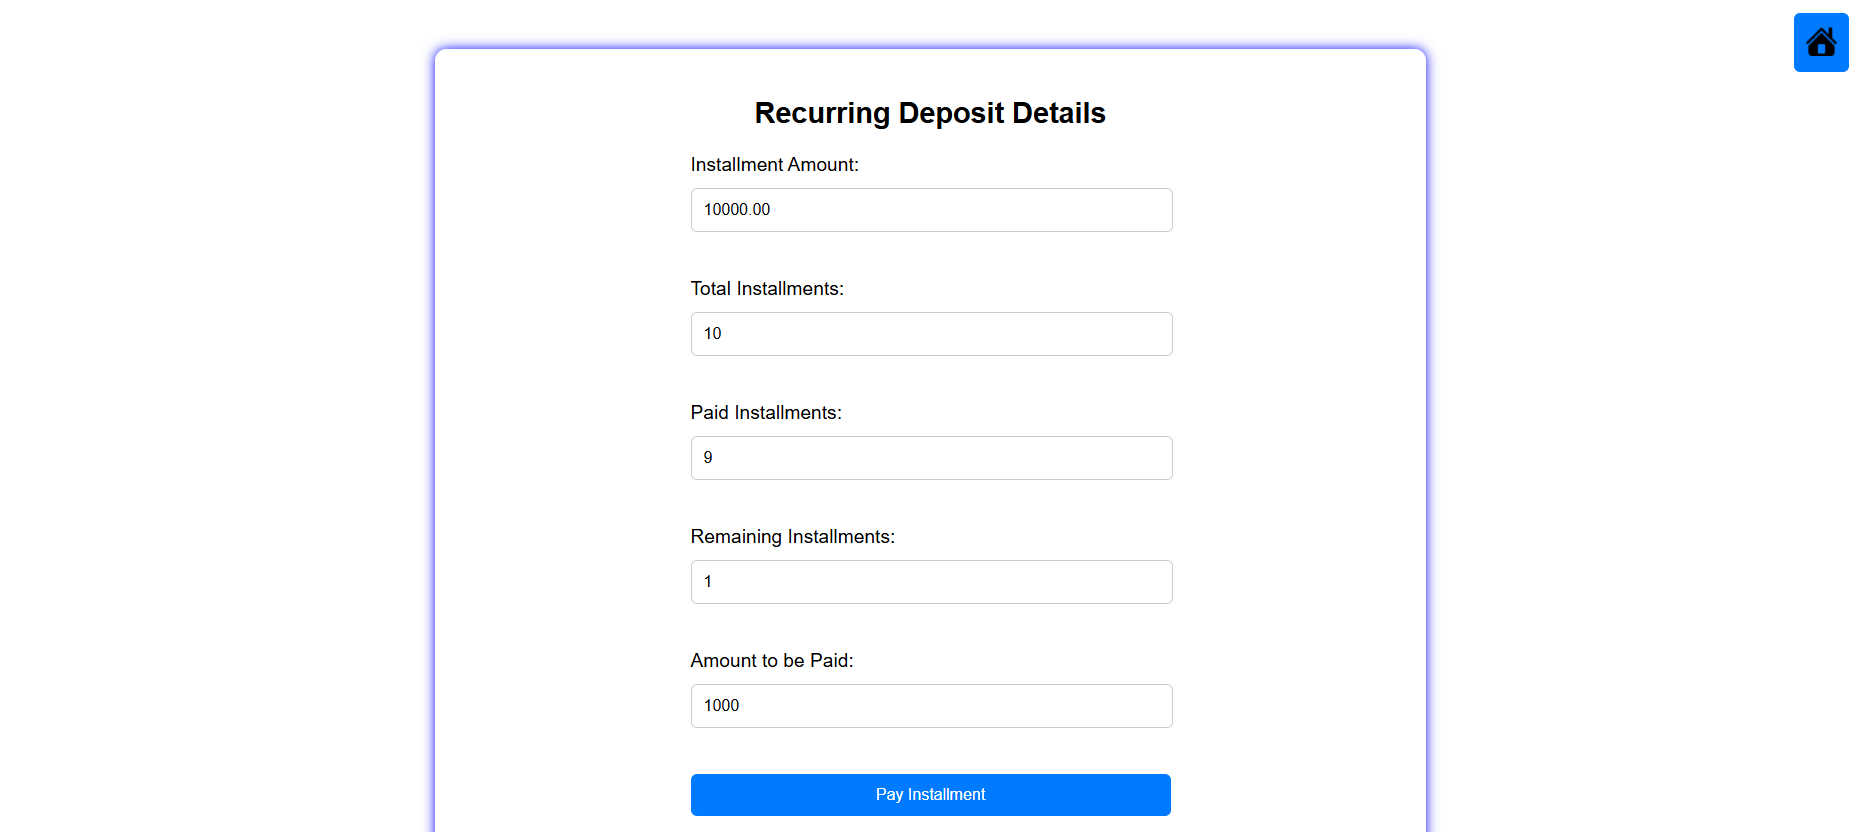 Recurring Deposit Details
Installment Amount:
10000.00
Total Installments:
10
Paid Installments:
9
Remaining Installments:
1
Amount to be Paid:
1000
Pay Installment